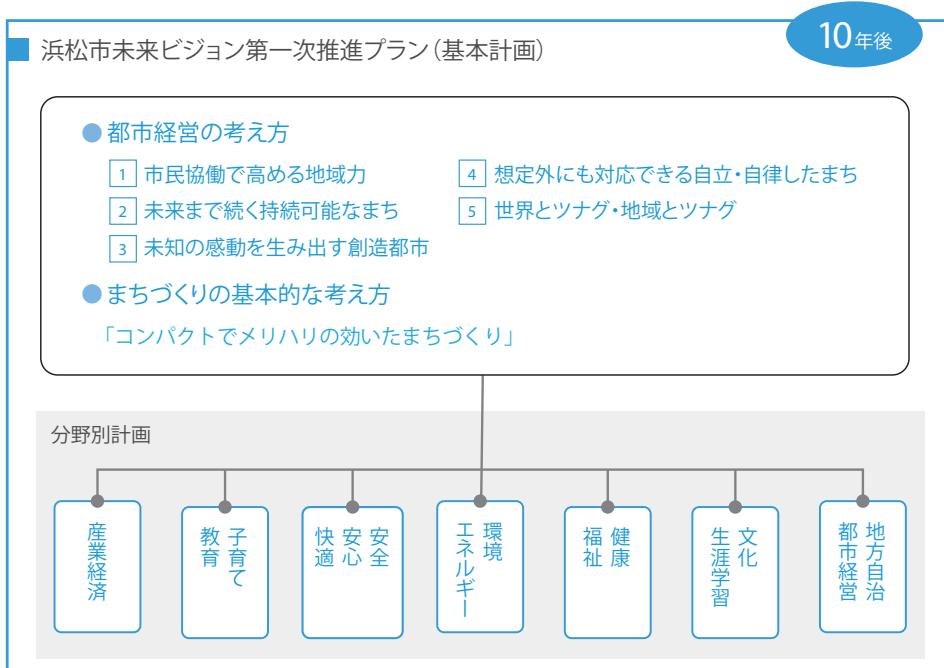 浜松市未来ビジョン第一次推進プラン（基本計画）
10年後
●都市経営の考え方
1 市民協働で高める地域力
2 未来まで続く持続可能なまち
3 未知の感動を生み出す創造都市
4 想定外にも対応できる自立・自律したまち
5 世界とツナグ・地域とツナグ
●まちづくりの基本的な考え方
「コンパクトでメリハリの効いたまちづくり」
分野別計画
産業経済
子育て
教育
安全
安心
快適
環境
エネルギー
健康
福祉
文化
生涯学習
地方自治
都市経営